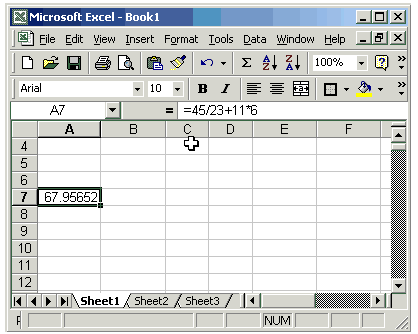 Microsoft Excel - Book1
File Edit View Insert Format Tools Data Window Help
Σ A Z Z A 100% ?
Arial 10 B I
A7 = =45/23+11*6
A B C D E F
4
5
6
7 67.95652
8
9
10
11
12
Sheet1 Sheet2 Sheet3
NUM